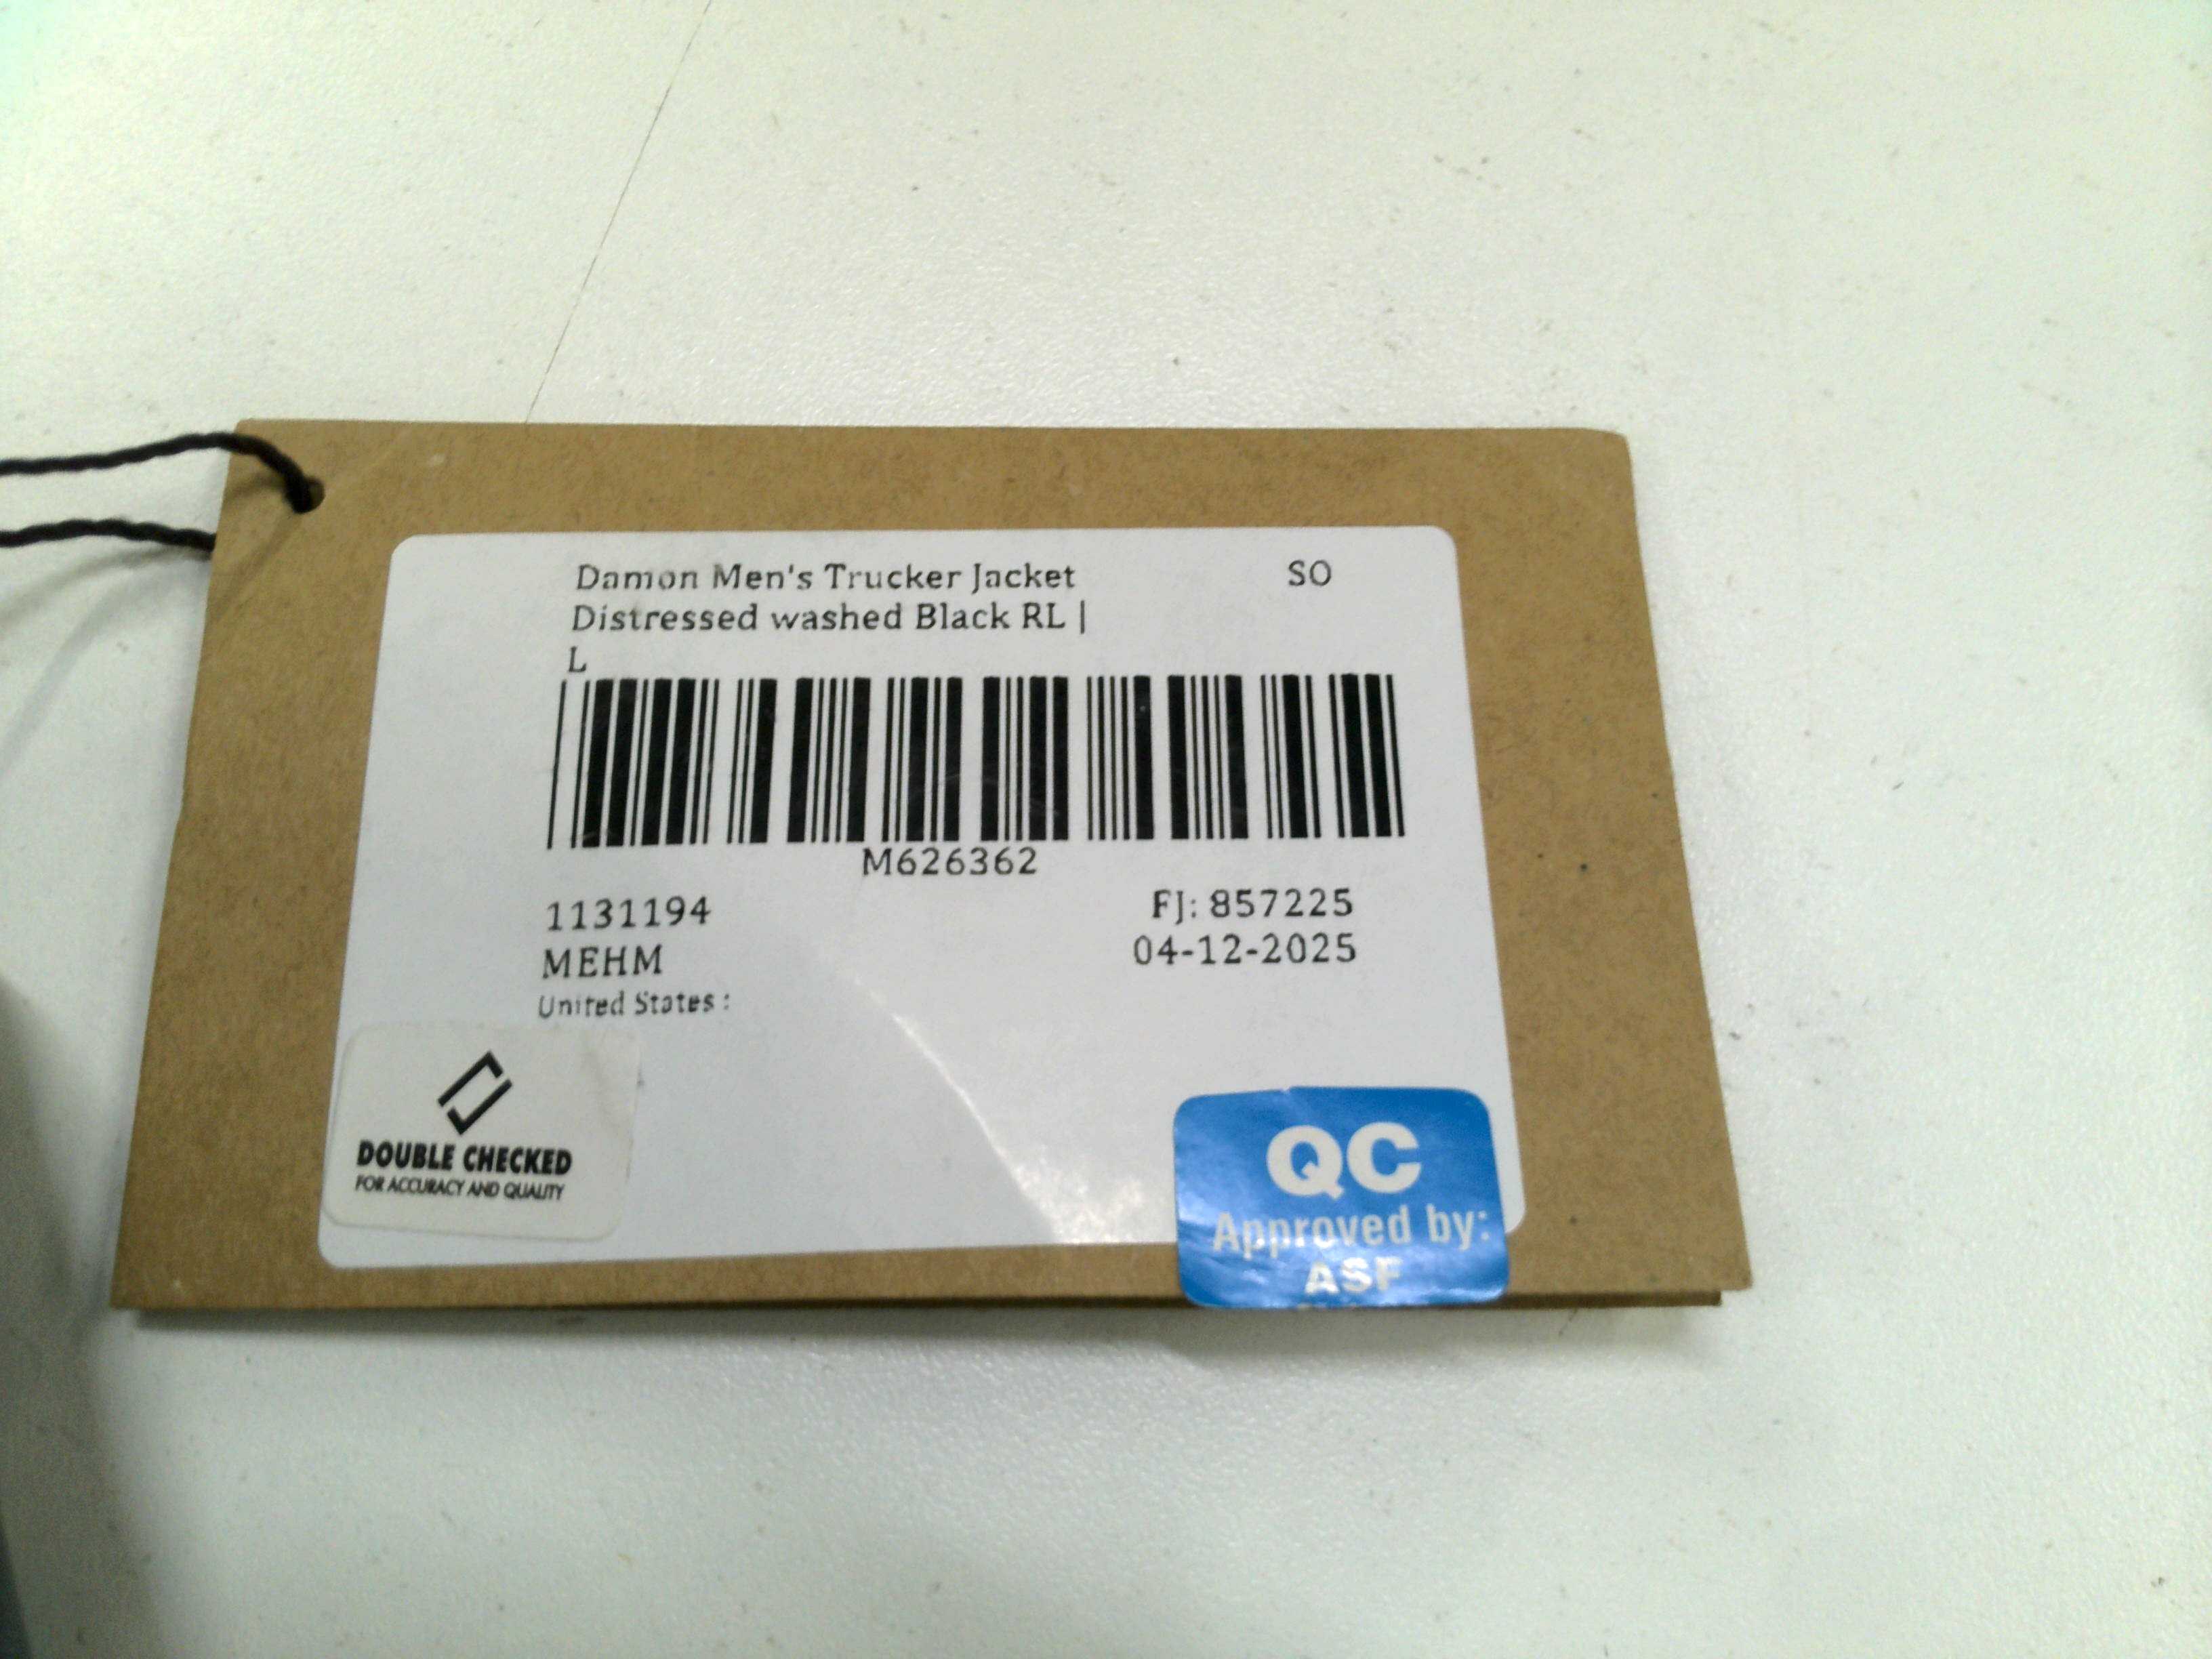 Damon Men's Trucker Jacket SO
Distressed washed Black RL |
L
M626362
1131194 FJ: 857225
MEHM 04-12-2025
United States :
DOUBLE CHECKED
FOR ACCURACY AND QUALITY
QC
Approved by:
ASF